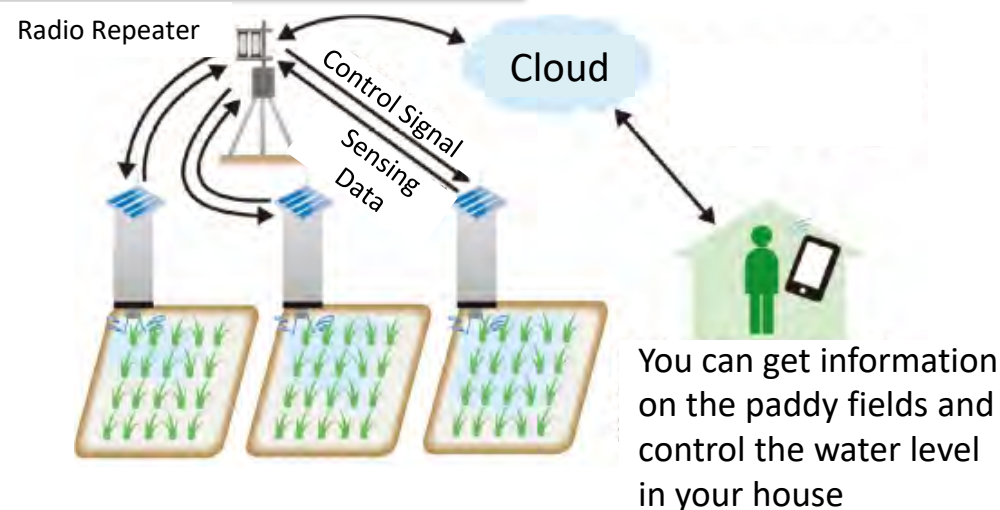 Radio Repeater
Cloud
Control Signal
Sensing
Data
You can get information
on the paddy fields and
control the water level
in your house